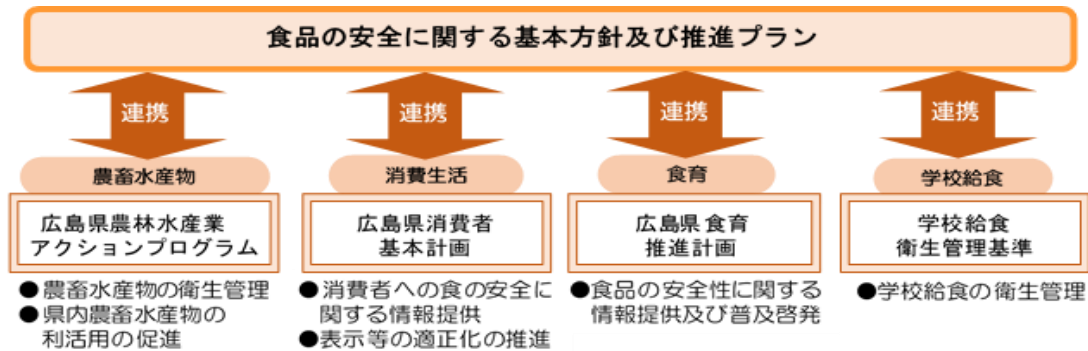 食品の安全に関する基本方針及び推進プラン
連携
連携
連携
連携
農畜水産物
広島県農林水産業
アクションプログラム
●農畜水産物の衛生管理
●県内農畜水産物の
利活用の促進
消費生活
広島県消費者
基本計画
●消費者への食の安全に
関する情報提供
●表示等の適正化の推進
食育
広島県食育
推進計画
●食品の安全性に関する
情報提供及び普及啓発
学校給食
学校給食
衛生管理基準
●学校給食の衛生管理